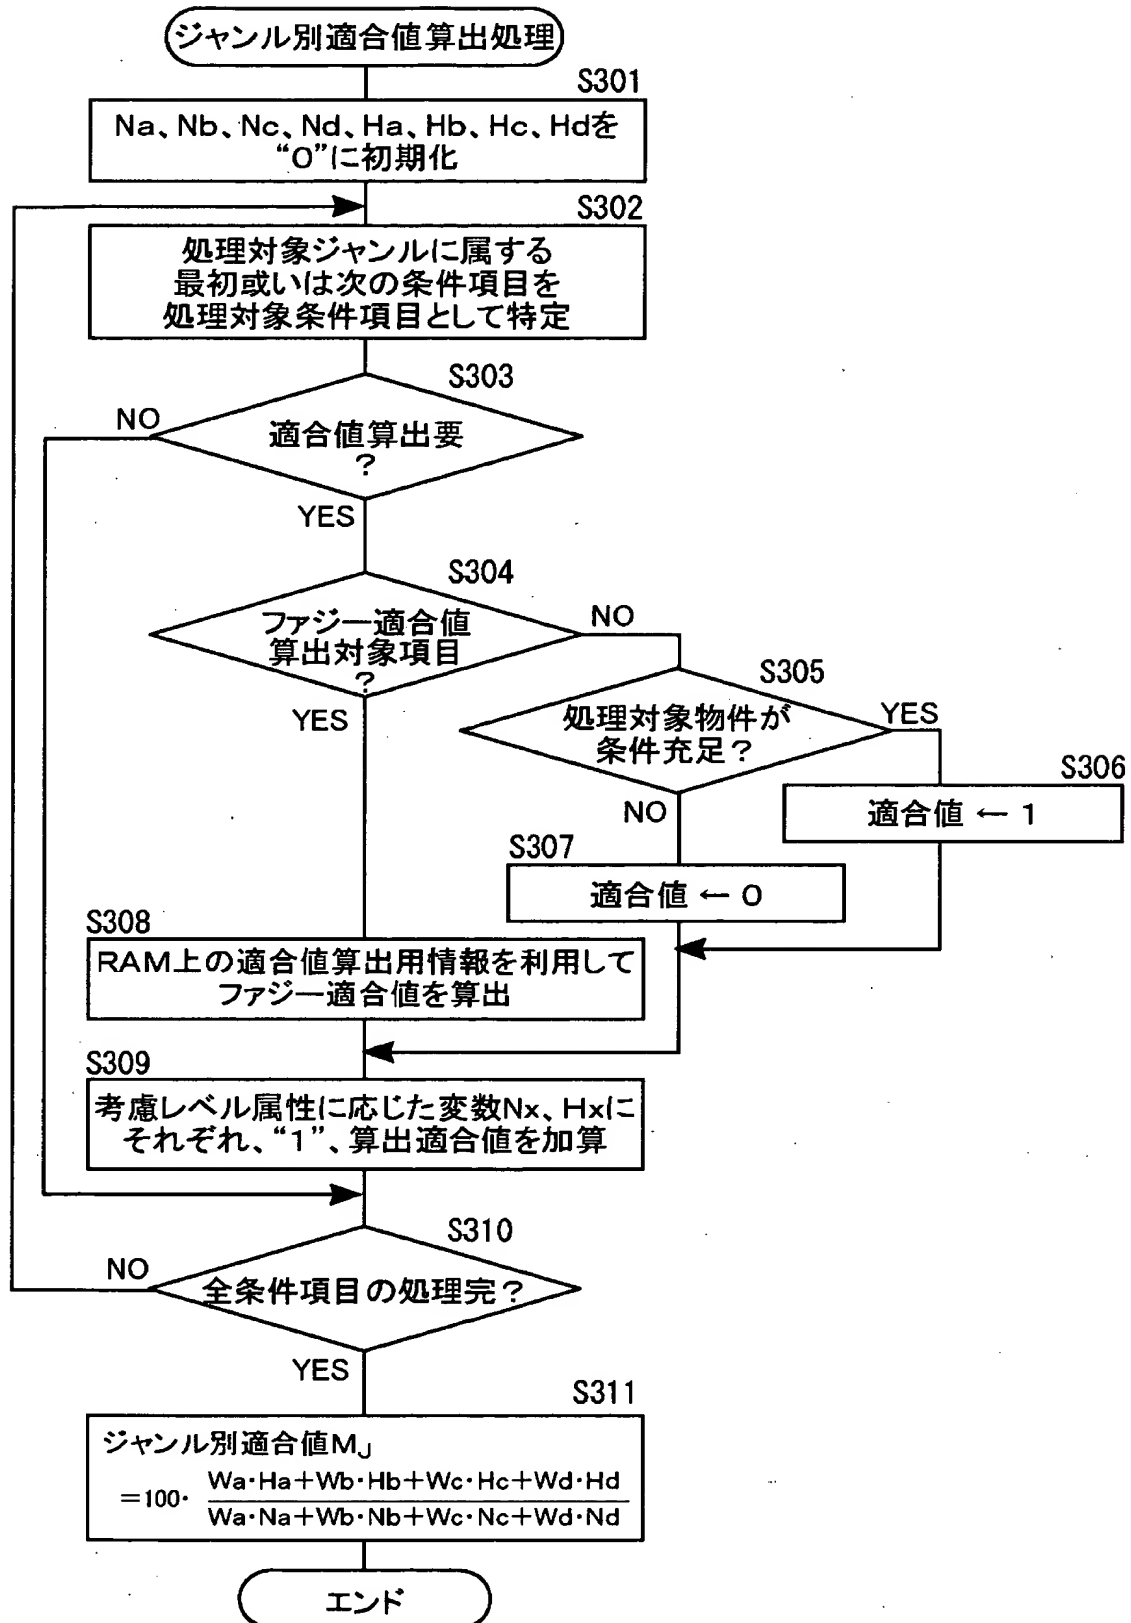 ジャンル別適合値算出処理
S301
Na、Nb、Nc、Nd、Ha、Hb、Hc、Hdを
“0”に初期化
S302
処理対象ジャンルに属する
最初或いは次の条件項目を
処理対象条件項目として特定
S303
NO
適合値算出要
?
YES
S304
ファジー適合値
算出対象項目
?
NO
YES
S305
処理対象物件が
条件充足?
YES
NO
S306
適合値 ← 1
S307
適合値 ← 0
S308
RAM上の適合値算出用情報を利用して
ファジー適合値を算出
S309
考慮レベル属性に応じた変数Nx、Hxに
それぞれ、“1”、算出適合値を加算
S310
NO
全条件項目の処理完?
YES
S311
ジャンル別適合値MJ
=100· Wa·Ha+Wb·Hb+Wc·Hc+Wd·Hd
Wa·Na+Wb·Nb+Wc·Nc+Wd·Nd
エンド